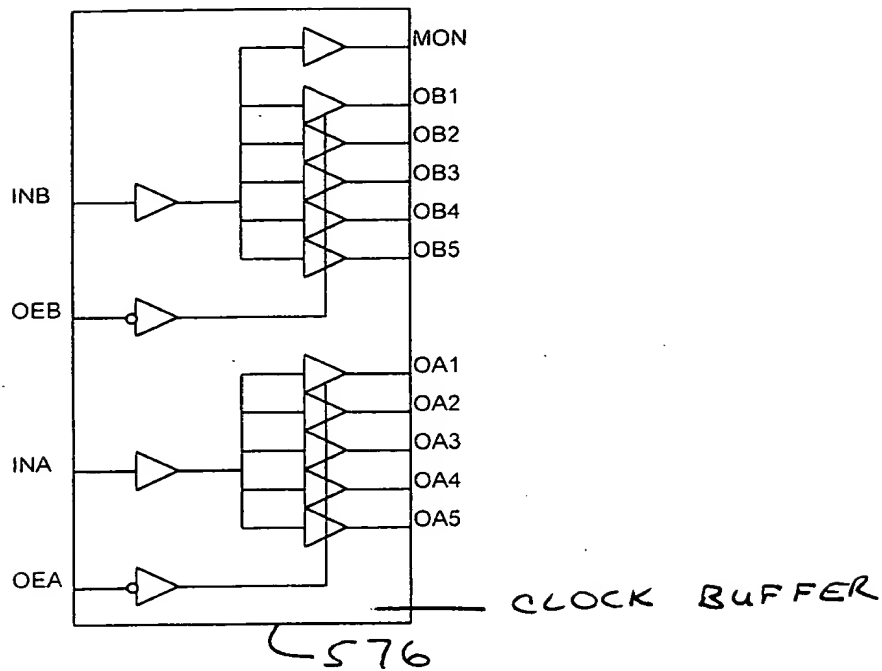 MON
OB1
OB2
OB3
INB
OB4
OB5
OEB
OA1
OA2
OA3
INA
OA4
OA5
OEA
CLOCK BUFFER
576